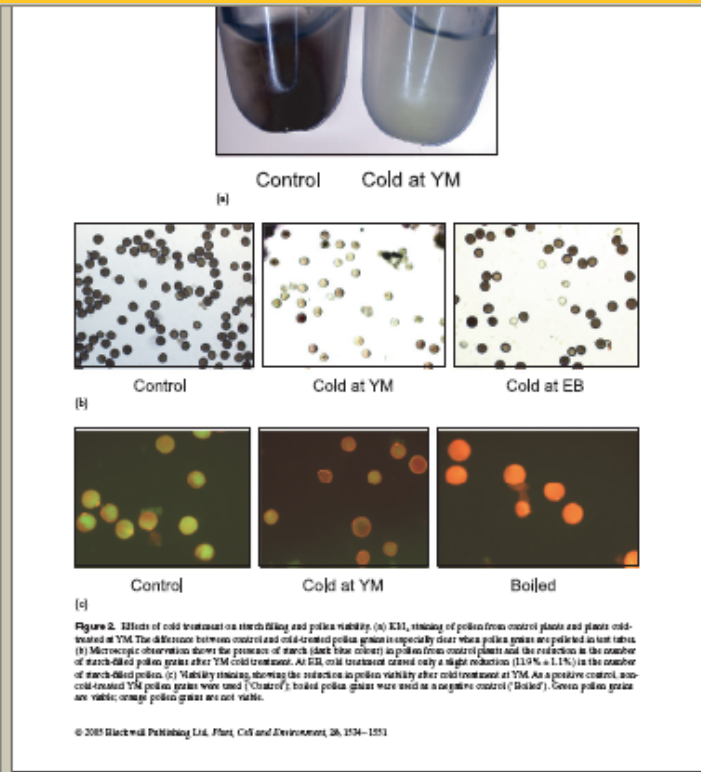 Control Cold at YM
(a)
Control Cold at YM Cold at EB
(b)
Control Cold at YM Boiled
(c)
Figure 2. Effects of cold treatment on starch filling and pollen viability. (a) KI-I₂ staining of pollen from control plants and plants cold-
treated at YM. The difference between control and cold-treated pollen grains is especially clear when pollen grains are pelleted in test tubes.
(b) Microscopic observation shows the presence of starch (dark blue colour) in pollen from control plants and the reduction in the number
of starch-filled pollen grains after YM cold treatment. At EB, cold treatment caused only a slight reduction (11.9% ± 1.1%) in the number
of starch-filled pollen. (c) Viability staining, showing the reduction in pollen viability after cold treatment at YM. As a positive control, non-
cold-treated YM pollen grains were used ('Control'); boiled pollen grains were used as a negative control ('Boiled'). Green pollen grains
are viable; orange pollen grains are not viable.
© 2005 Blackwell Publishing Ltd, Plant, Cell and Environment, 28, 1534–1551